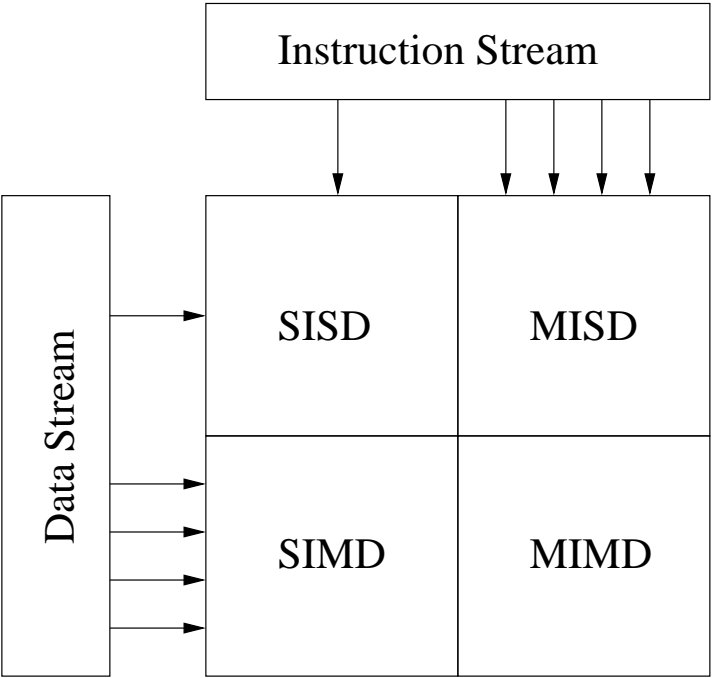 Instruction Stream
Data Stream
SISD
MISD
SIMD
MIMD